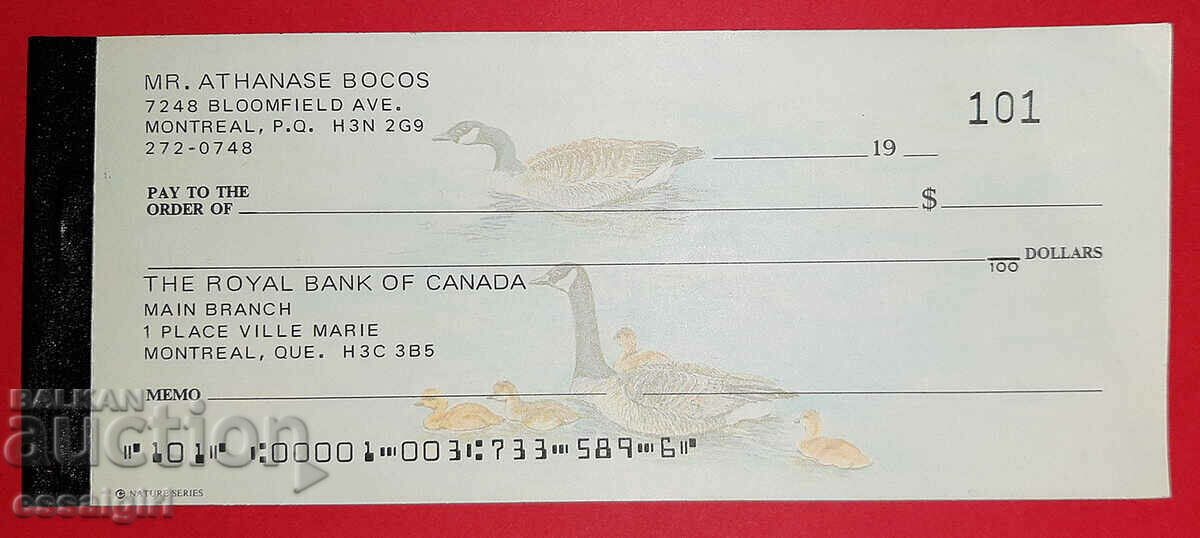 MR. ATHANASE BOCOS
7248 BLOOMFIELD AVE.
MONTREAL, P.Q. H3N 2G9
272-0748
101
19
PAY TO THE
ORDER OF $
100 DOLLARS
THE ROYAL BANK OF CANADA
MAIN BRANCH
1 PLACE VILLE MARIE
MONTREAL, QUE. H3C 3B5
MEMO
⑈101⑈ ⑆00001⑉003⑆733⑉589⑉6⑈
NATURE SERIES
BALKAN
auction
essaigirl